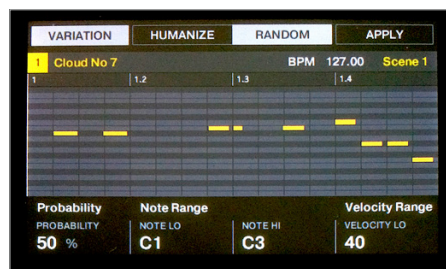 VARIATION HUMANIZE RANDOM APPLY
1 Cloud No 7 BPM 127.00 Scene 1
1 1.2 1.3 1.4
Probability Note Range Velocity Range
PROBABILITY NOTE LO NOTE HI VELOCITY LO
50 % C1 C3 40